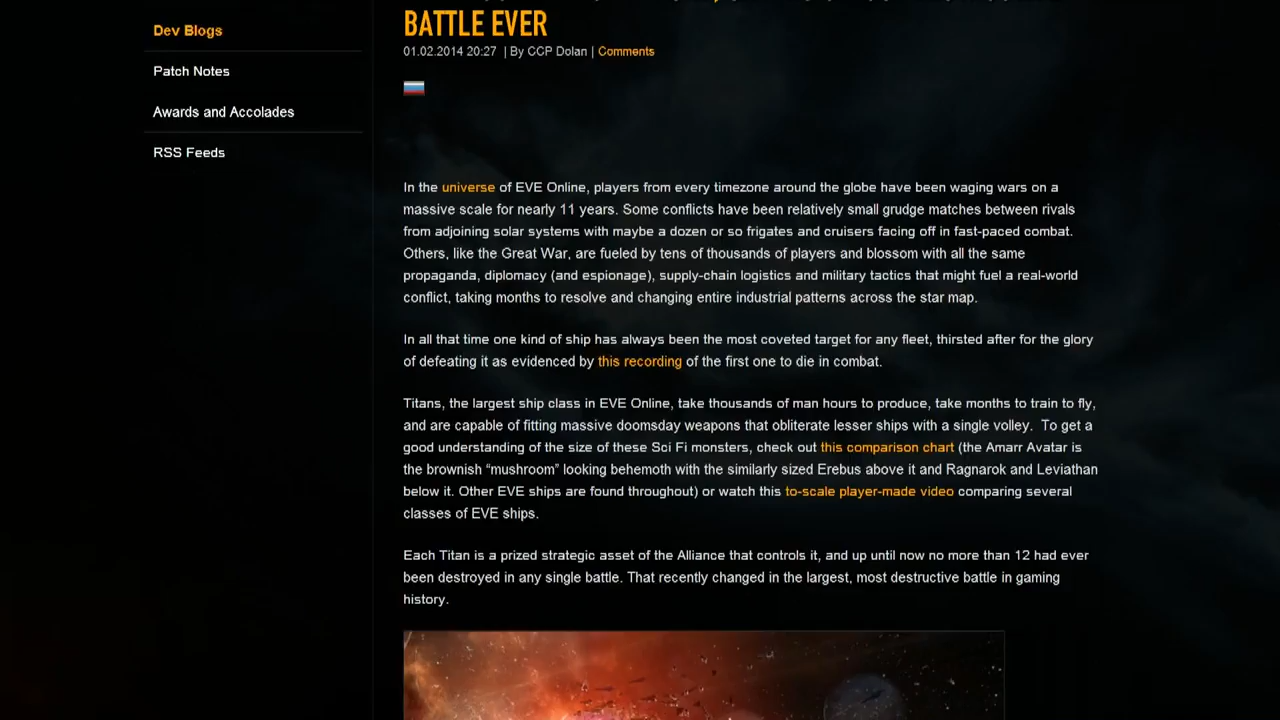 Dev Blogs
Patch Notes
Awards and Accolades
RSS Feeds
BATTLE EVER
01.02.2014 20:27 | By CCP Dolan | Comments
In the universe of EVE Online, players from every timezone around the globe have been waging wars on a
massive scale for nearly 11 years. Some conflicts have been relatively small grudge matches between rivals
from adjoining solar systems with maybe a dozen or so frigates and cruisers facing off in fast-paced combat.
Others, like the Great War, are fueled by tens of thousands of players and blossom with all the same
propaganda, diplomacy (and espionage), supply-chain logistics and military tactics that might fuel a real-world
conflict, taking months to resolve and changing entire industrial patterns across the star map.
In all that time one kind of ship has always been the most coveted target for any fleet, thirsted after for the glory
of defeating it as evidenced by this recording of the first one to die in combat.
Titans, the largest ship class in EVE Online, take thousands of man hours to produce, take months to train to fly,
and are capable of fitting massive doomsday weapons that obliterate lesser ships with a single volley. To get a
good understanding of the size of these Sci Fi monsters, check out this comparison chart (the Amarr Avatar is
the brownish “mushroom” looking behemoth with the similarly sized Erebus above it and Ragnarok and Leviathan
below it. Other EVE ships are found throughout) or watch this to-scale player-made video comparing several
classes of EVE ships.
Each Titan is a prized strategic asset of the Alliance that controls it, and up until now no more than 12 had ever
been destroyed in any single battle. That recently changed in the largest, most destructive battle in gaming
history.